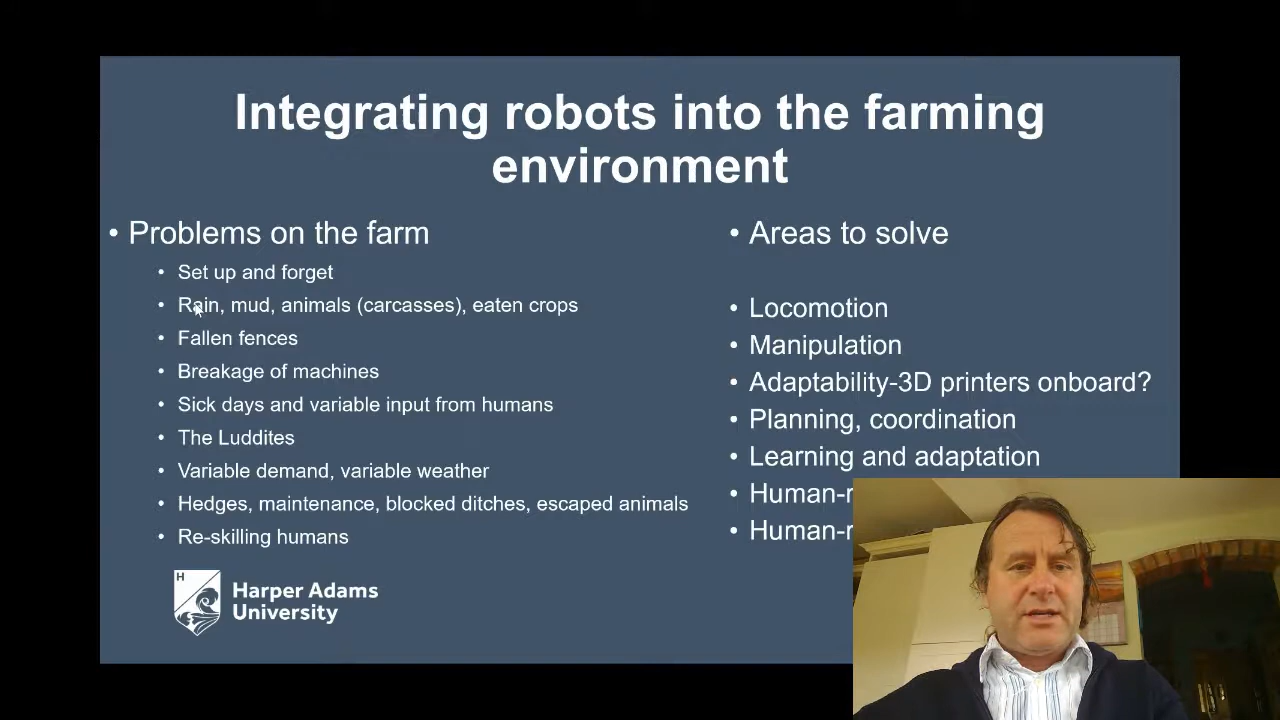 Integrating robots into the farming
environment
• Problems on the farm
• Set up and forget
• Rain, mud, animals (carcasses), eaten crops
• Fallen fences
• Breakage of machines
• Sick days and variable input from humans
• The Luddites
• Variable demand, variable weather
• Hedges, maintenance, blocked ditches, escaped animals
• Re-skilling humans
• Areas to solve
• Locomotion
• Manipulation
• Adaptability-3D printers onboard?
• Planning, coordination
• Learning and adaptation
• Human-
• Human-
H
Harper Adams
University